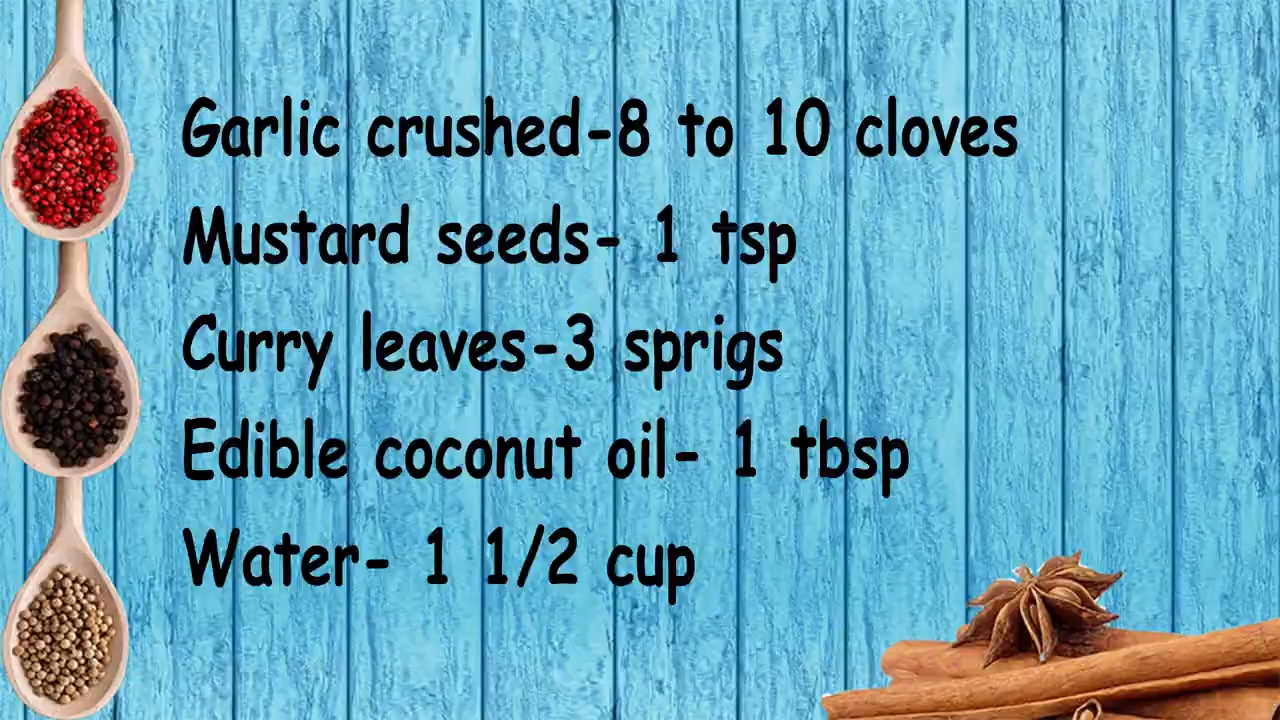 Garlic crushed-8 to 10 cloves
Mustard seeds- 1 tsp
Curry leaves-3 sprigs
Edible coconut oil- 1 tbsp
Water- 1 1/2 cup